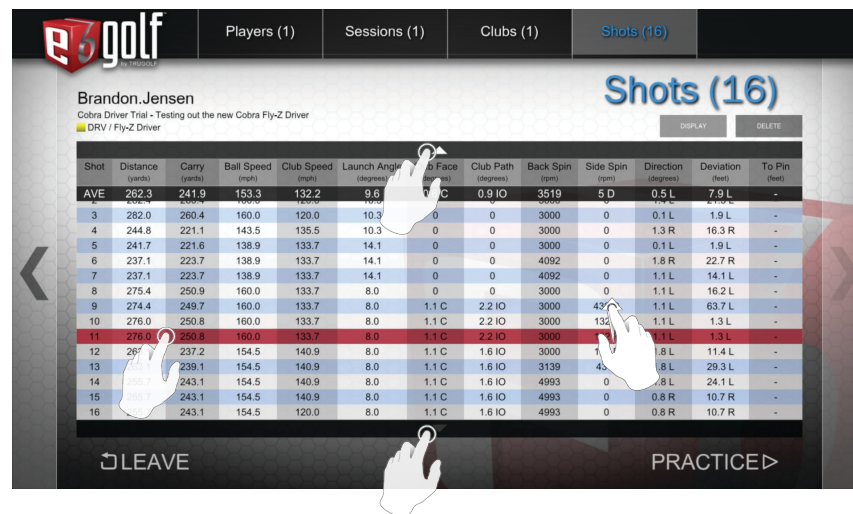 e6golf
by TRUGOLF
Players (1) Sessions (1) Clubs (1) Shots (16)
Brandon.Jensen
Cobra Driver Trial - Testing out the new Cobra Fly-Z Driver
DRV / Fly-Z Driver
Shots (16)
DISPLAY DELETE
Shot Distance Carry Ball Speed Club Speed Launch Angle Face Club Path Back Spin Side Spin Direction Deviation To Pin
(yards) (yards) (mph) (mph) (degrees) (degrees) (rpm) (rpm) (degrees) (feet) (feet)
AVE 262.3 241.9 153.3 132.2 9.6 C 0.9 IO 3519 5 D 0.5 L 7.9 L -
3 282.0 260.4 160.0 120.0 10.3 0 0 3000 0 0.1 L 1.9 L -
4 244.8 221.1 143.5 135.5 10.3 0 0 3000 0 1.3 R 16.3 R -
5 241.7 221.6 138.9 133.7 14.1 0 0 3000 0 0.1 L 1.9 L -
6 237.1 223.7 138.9 133.7 14.1 0 0 4092 0 1.8 R 22.7 R -
7 237.1 223.7 138.9 133.7 14.1 0 0 4092 0 1.1 L 14.1 L -
8 275.4 250.9 160.0 133.7 8.0 0 0 3000 0 1.1 L 16.2 L -
9 274.4 249.7 160.0 133.7 8.0 1.1 C 2.2 IO 3000 1.1 L 63.7 L -
10 276.0 250.8 160.0 133.7 8.0 1.1 C 2.2 IO 3000 1.1 L 1.3 L -
11 276.0 250.8 160.0 133.7 8.0 1.1 C 2.2 IO 3000 1.1 L 1.3 L -
12 237.2 154.5 140.9 8.0 1.1 C 1.6 IO 3000 11.4 L -
13 239.1 154.5 140.9 8.0 1.1 C 1.6 IO 3139 29.3 L -
14 243.1 154.5 140.9 8.0 1.1 C 1.6 IO 4993 0 24.1 L -
15 243.1 154.5 140.9 8.0 1.1 C 1.6 IO 4993 0 0.8 R 10.7 R -
16 243.1 154.5 120.0 8.0 1.1 C 1.6 IO 4993 0 0.8 R 10.7 R -
LEAVE PRACTICE